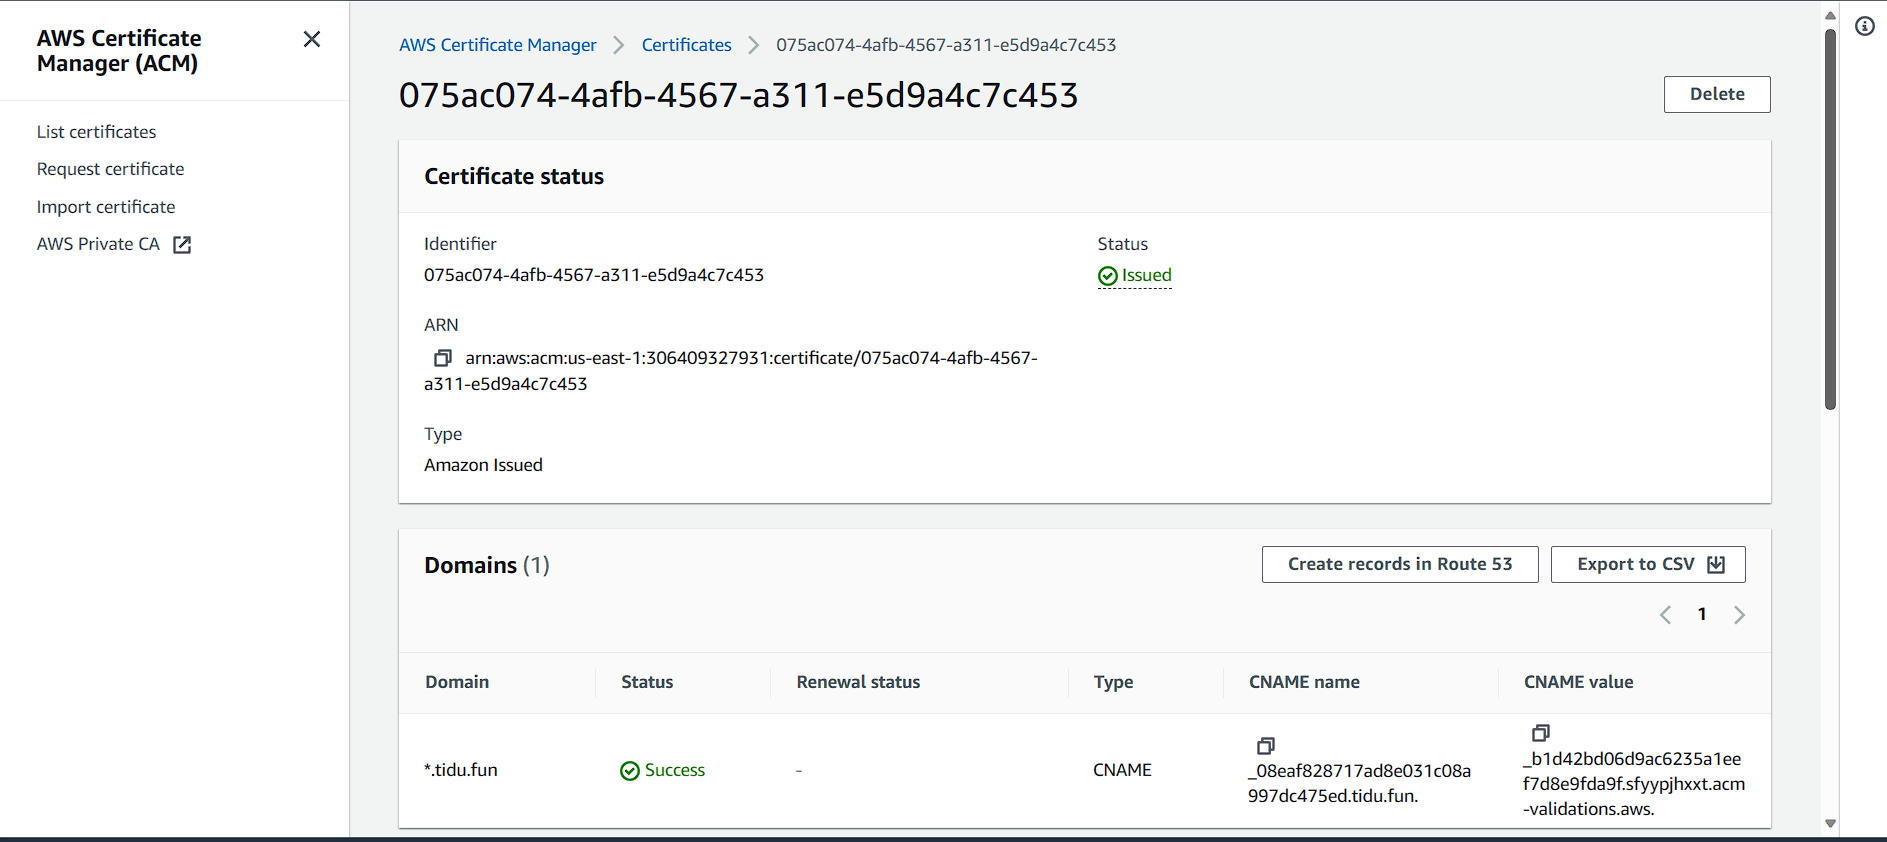 AWS Certificate
Manager (ACM)
List certificates
Request certificate
Import certificate
AWS Private CA
AWS Certificate Manager > Certificates > 075ac074-4afb-4567-a311-e5d9a4c7c453
075ac074-4afb-4567-a311-e5d9a4c7c453
Delete
Certificate status
Identifier
075ac074-4afb-4567-a311-e5d9a4c7c453
Status
Issued
ARN
arn:aws:acm:us-east-1:306409327931:certificate/075ac074-4afb-4567-
a311-e5d9a4c7c453
Type
Amazon Issued
Domains (1)
Create records in Route 53
Export to CSV
1
Domain Status Renewal status Type CNAME name CNAME value
*.tidu.fun
Success
-
CNAME
_08eaf828717ad8e031c08a
997dc475ed.tidu.fun.
_b1d42bd06d9ac6235a1ee
f7d8e9fda9f.sfyypjhxxt.acm
-validations.aws.